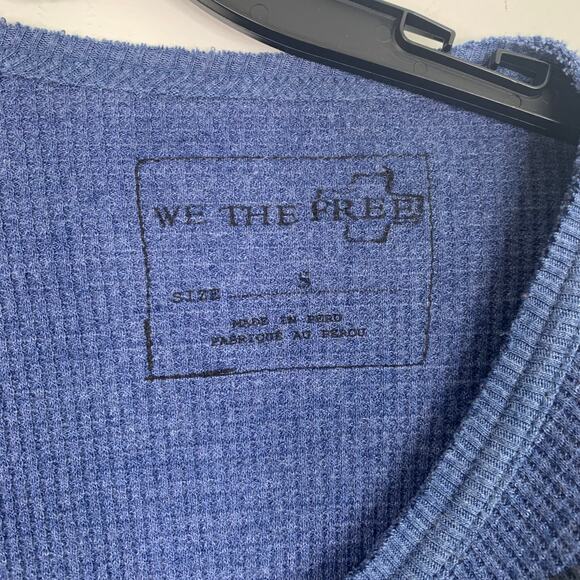 WE THE FREE
SIZE S
MADE IN PERU
FABRIQUÉ AU PÉROU